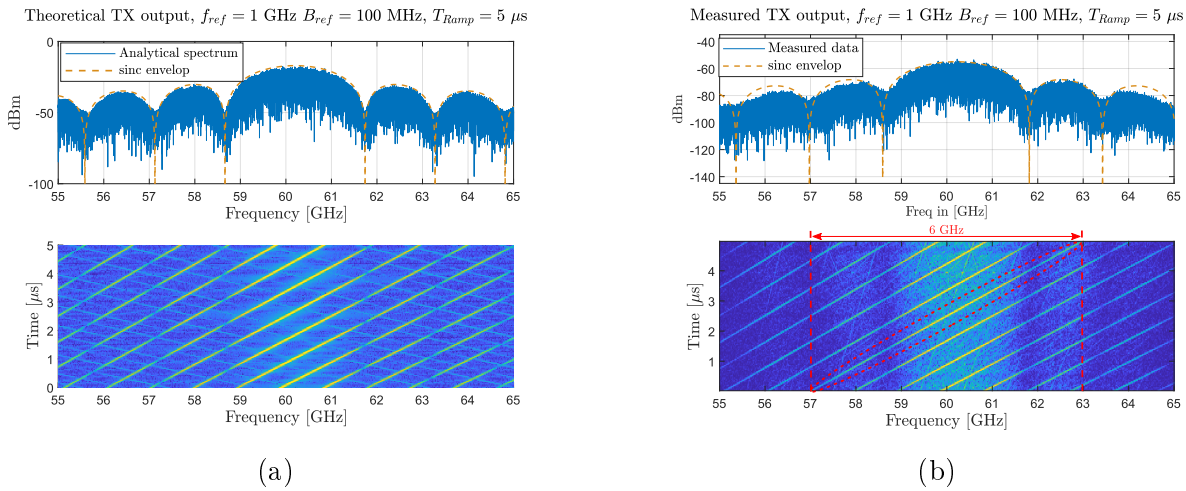 Theoretical TX output, f_ref = 1 GHz B_ref = 100 MHz, T_Ramp = 5 μs
0
-50
-100
dBm
Analytical spectrum
sinc envelop
55 56 57 58 59 60 61 62 63 64 65
Frequency [GHz]
5
4
3
2
1
0
Time [μs]
55 56 57 58 59 60 61 62 63 64 65
Frequency [GHz]
(a)
Measured TX output, f_ref = 1 GHz B_ref = 100 MHz, T_Ramp = 5 μs
-40
-60
-80
-100
-120
-140
dBm
Measured data
sinc envelop
55 56 57 58 59 60 61 62 63 64 65
Freq in [GHz]
6 GHz
4
3
2
1
Time [μs]
55 56 57 58 59 60 61 62 63 64 65
Frequency [GHz]
(b)